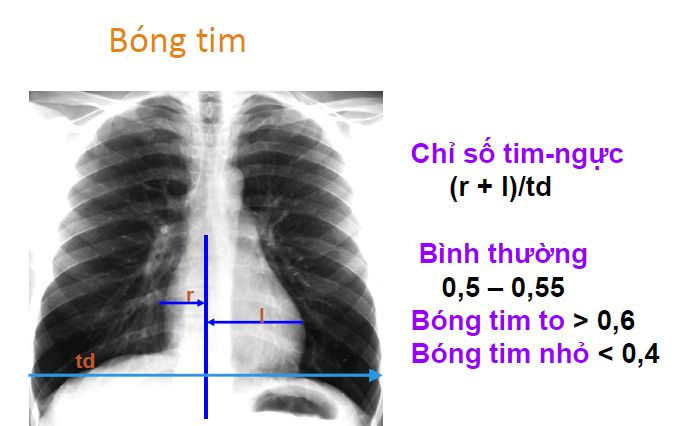 Bóng tim
Chỉ số tim-ngực
(r + l)/td
Bình thường
0,5 – 0,55
Bóng tim to > 0,6
Bóng tim nhỏ < 0,4
r
l
td